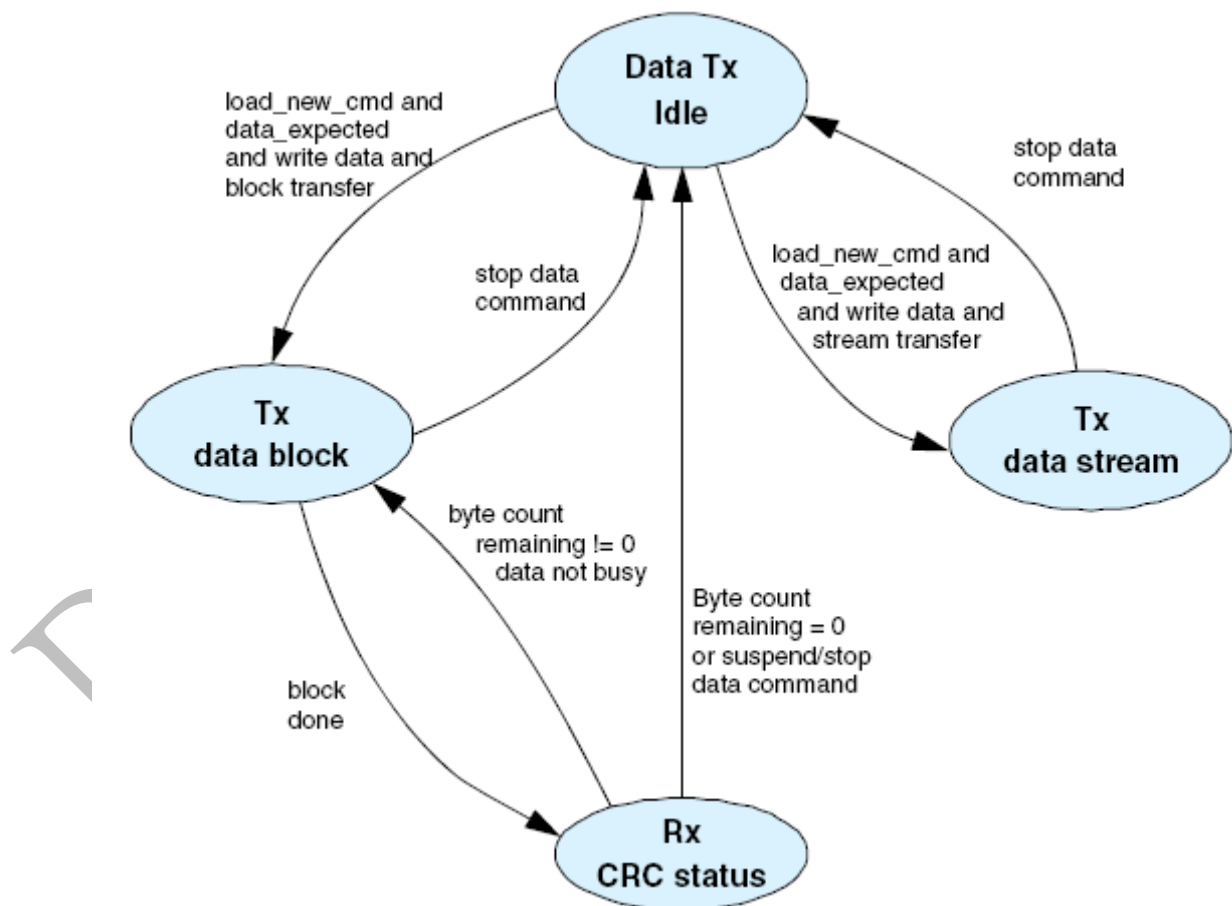 Data Tx
Idle
load_new_cmd and
data_expected
and write data and
block transfer
stop data
command
stop data
command
load_new_cmd and
data_expected
and write data and
stream transfer
Tx
data block
Tx
data stream
byte count
remaining != 0
data not busy
Byte count
remaining = 0
or suspend/stop
data command
block
done
Rx
CRC status